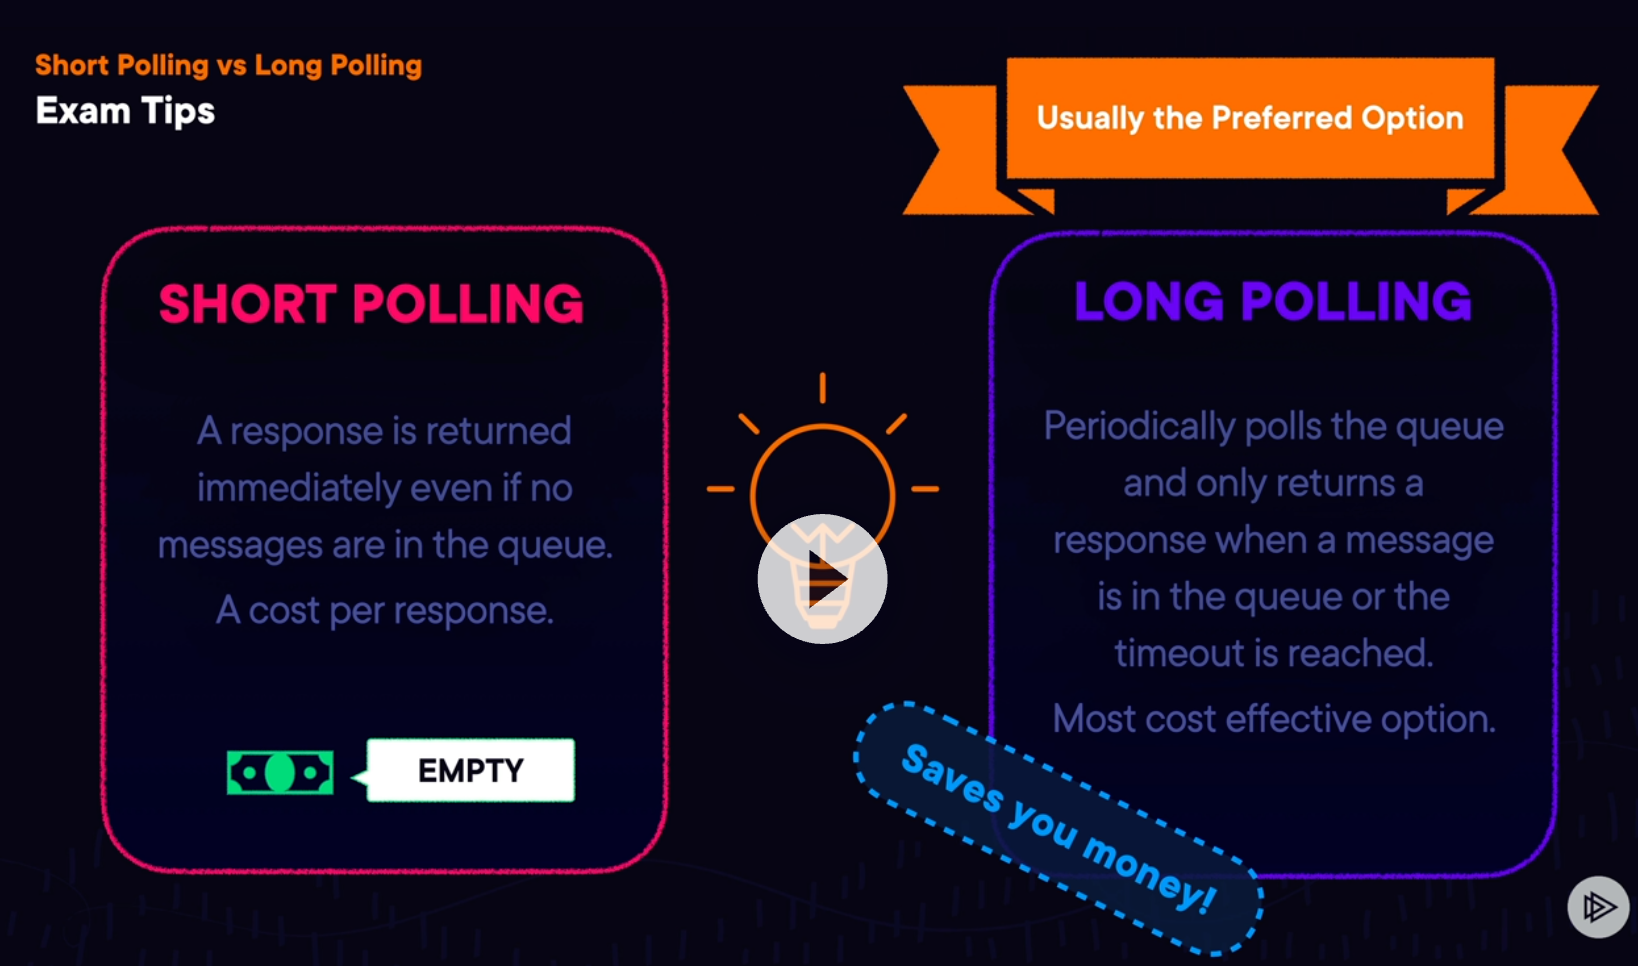 Short Polling vs Long Polling
Exam Tips
Usually the Preferred Option
SHORT POLLING
A response is returned
immediately even if no
messages are in the queue.
A cost per response.
EMPTY
LONG POLLING
Periodically polls the queue
and only returns a
response when a message
is in the queue or the
timeout is reached.
Most cost effective option.
Saves you money!